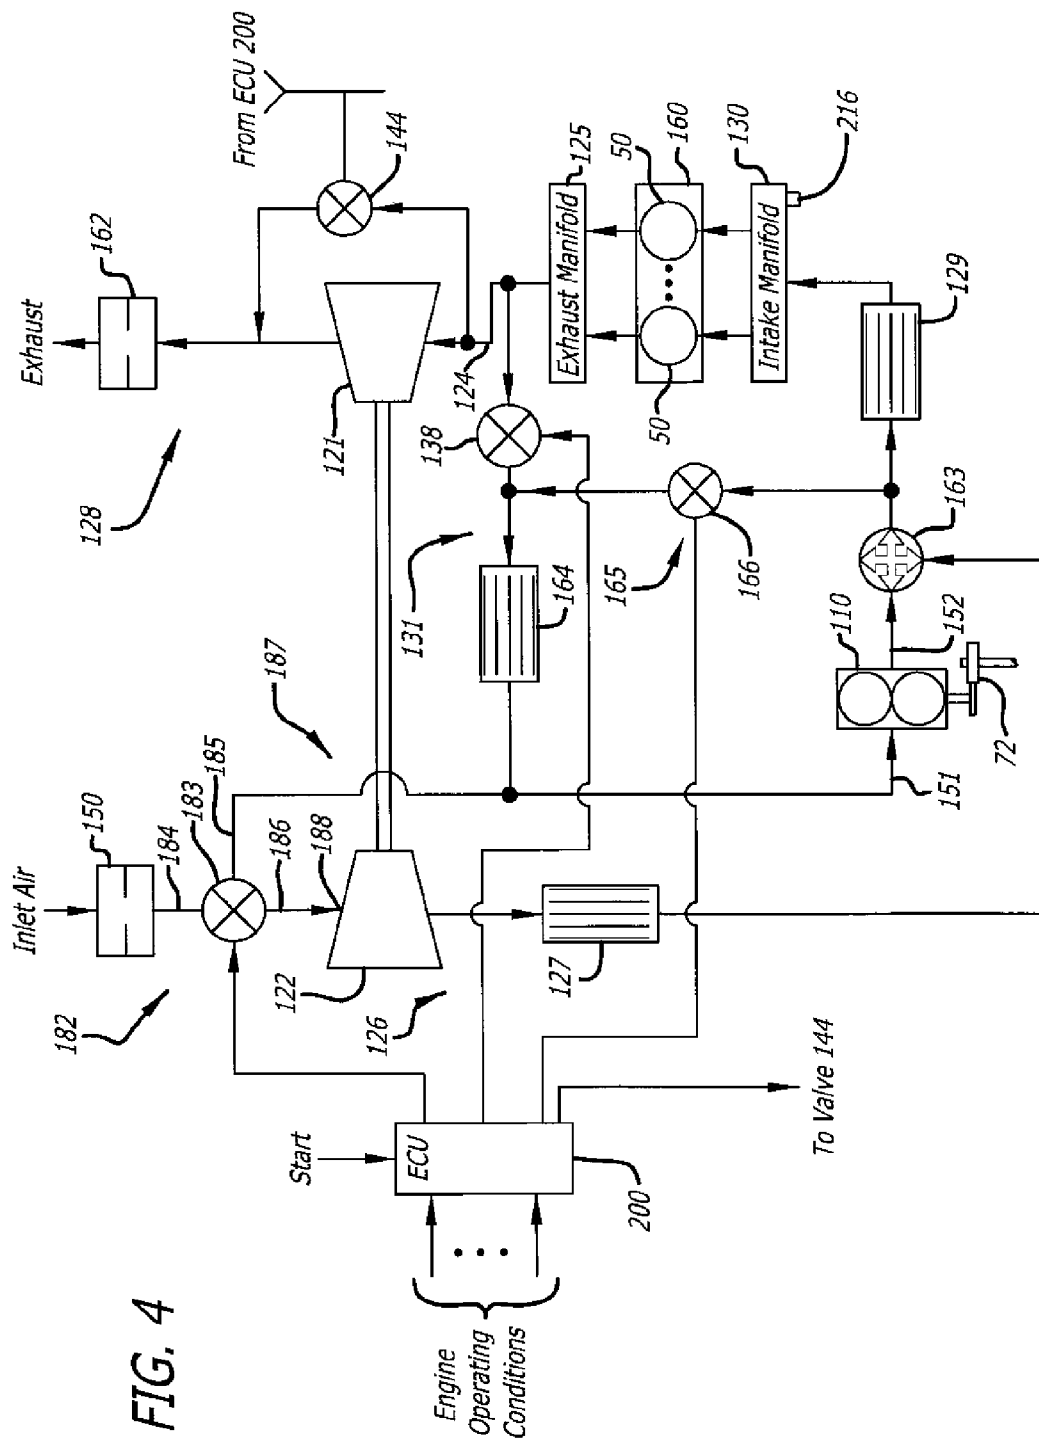 FIG. 4
Inlet Air
150
184
183
185
186
188
182
122
126
127
187
Start
ECU
200
Engine
Operating
Conditions
To Valve 144
Exhaust
162
128
121
From ECU 200
144
124
138
131
164
165
166
Exhaust Manifold
125
50
50
160
Intake Manifold
130
216
129
163
110
152
72
151